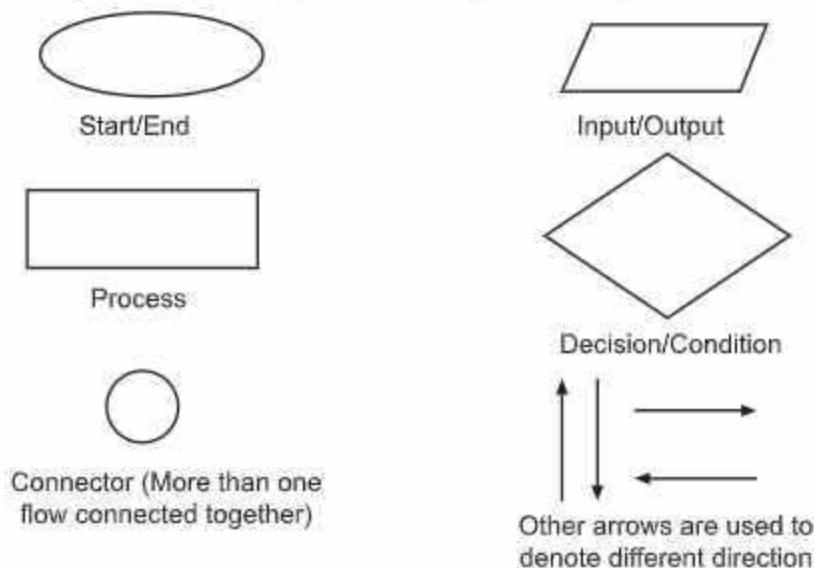 Start/End
Input/Output
Process
Decision/Condition
Connector (More than one
flow connected together)
Other arrows are used to
denote different direction